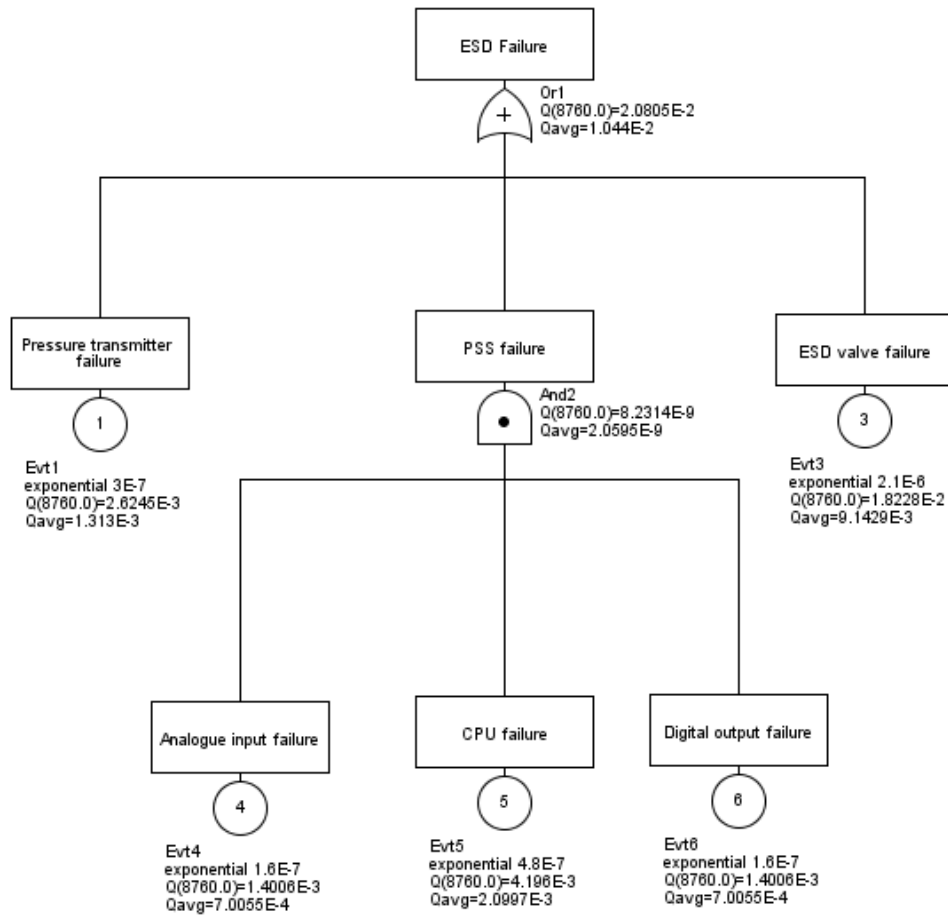 ESD Failure
Or1
Q(8760.0)=2.0805E-2
Qavg=1.044E-2
+
Pressure transmitter
failure
1
Evt1
exponential 3E-7
Q(8760.0)=2.6245E-3
Qavg=1.313E-3
PSS failure
And2
Q(8760.0)=8.2314E-9
Qavg=2.0595E-9
ESD valve failure
3
Evt3
exponential 2.1E-6
Q(8760.0)=1.8228E-2
Qavg=9.1429E-3
Analogue input failure
4
Evt4
exponential 1.6E-7
Q(8760.0)=1.4006E-3
Qavg=7.0055E-4
CPU failure
5
Evt5
exponential 4.8E-7
Q(8760.0)=4.196E-3
Qavg=2.0997E-3
Digital output failure
6
Evt6
exponential 1.6E-7
Q(8760.0)=1.4006E-3
Qavg=7.0055E-4